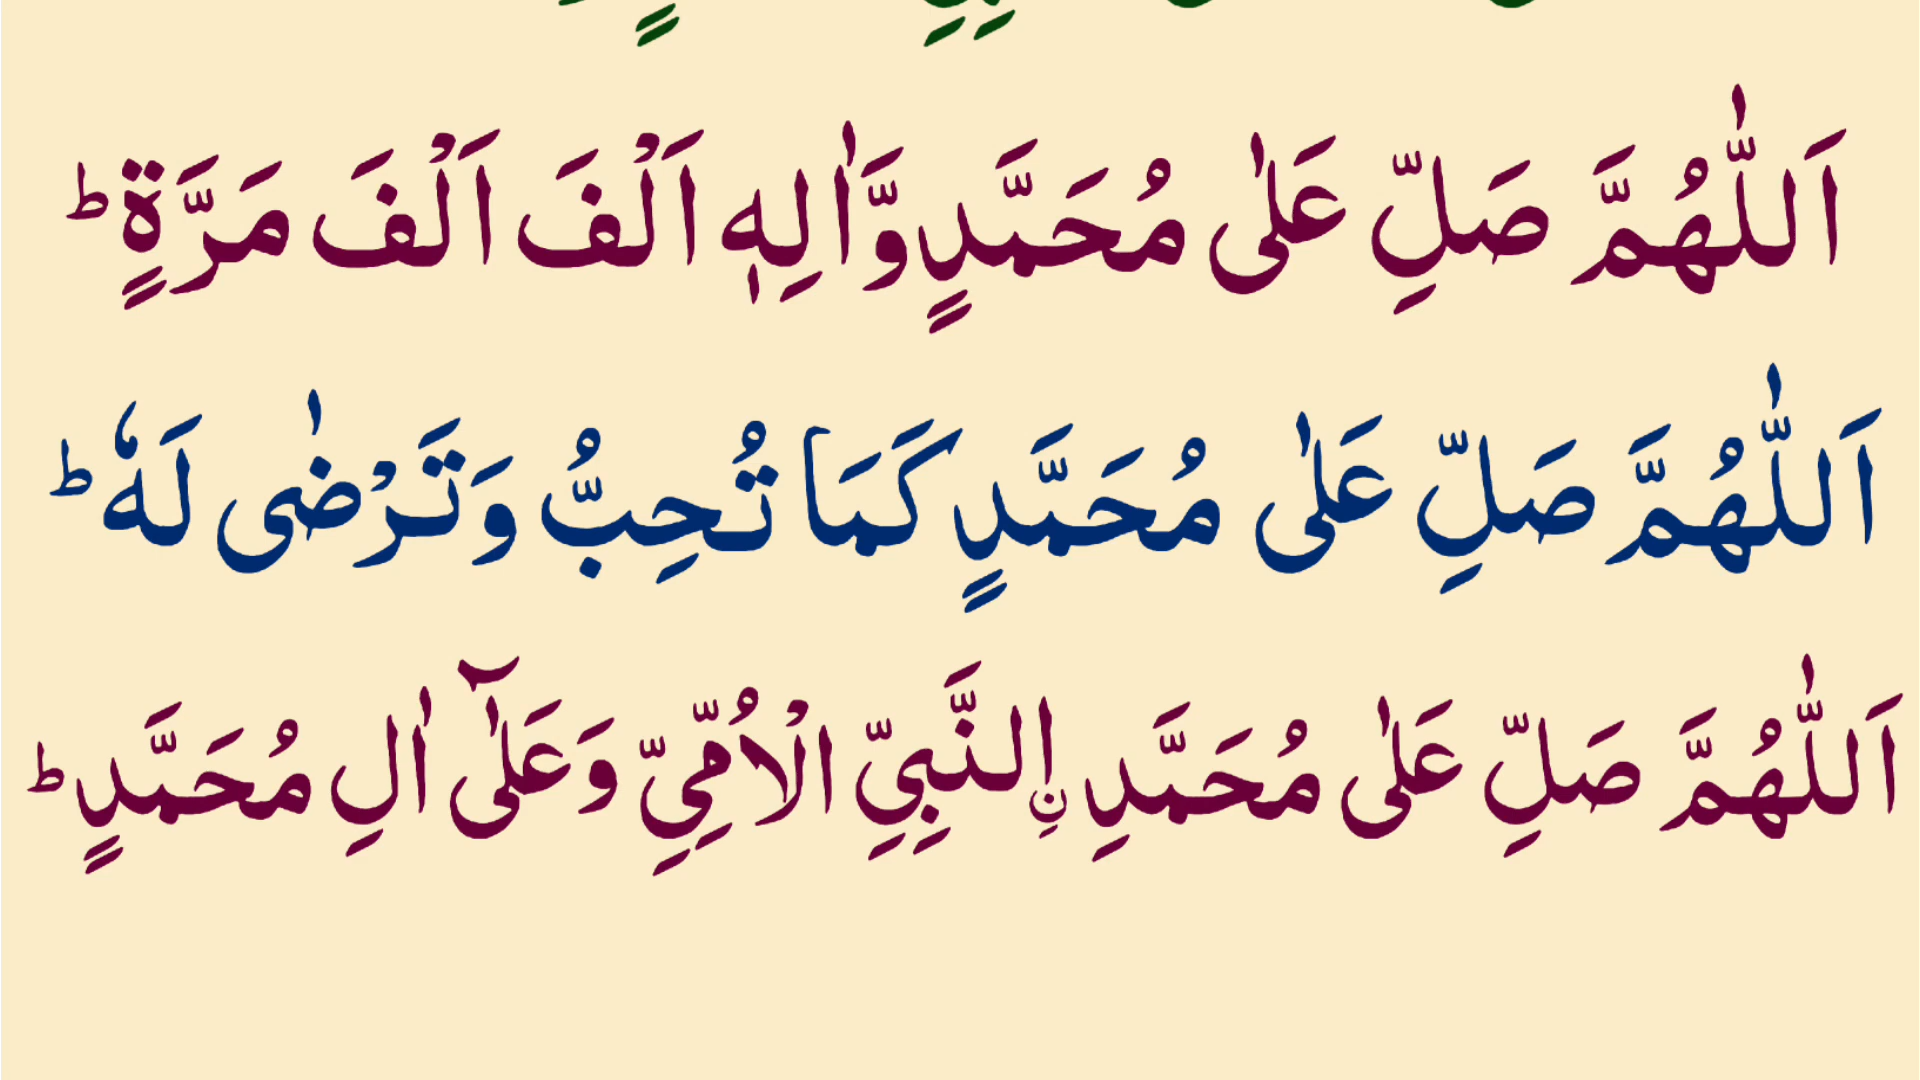 اَللّٰهُمَّ صَلِّ عَلٰى مُحَمَّدٍ وَّاٰلِهٖ اَلْفَ اَلْفَ مَرَّةٍ ؕ
اَللّٰهُمَّ صَلِّ عَلٰى مُحَمَّدٍ كَمَا تُحِبُّ وَتَرْضٰى لَهٗ ؕ
اَللّٰهُمَّ صَلِّ عَلٰى مُحَمَّدِ ۨالنَّبِيِّ الْاُمِّيِّ وَعَلٰٓى اٰلِ مُحَمَّدٍ ؕ